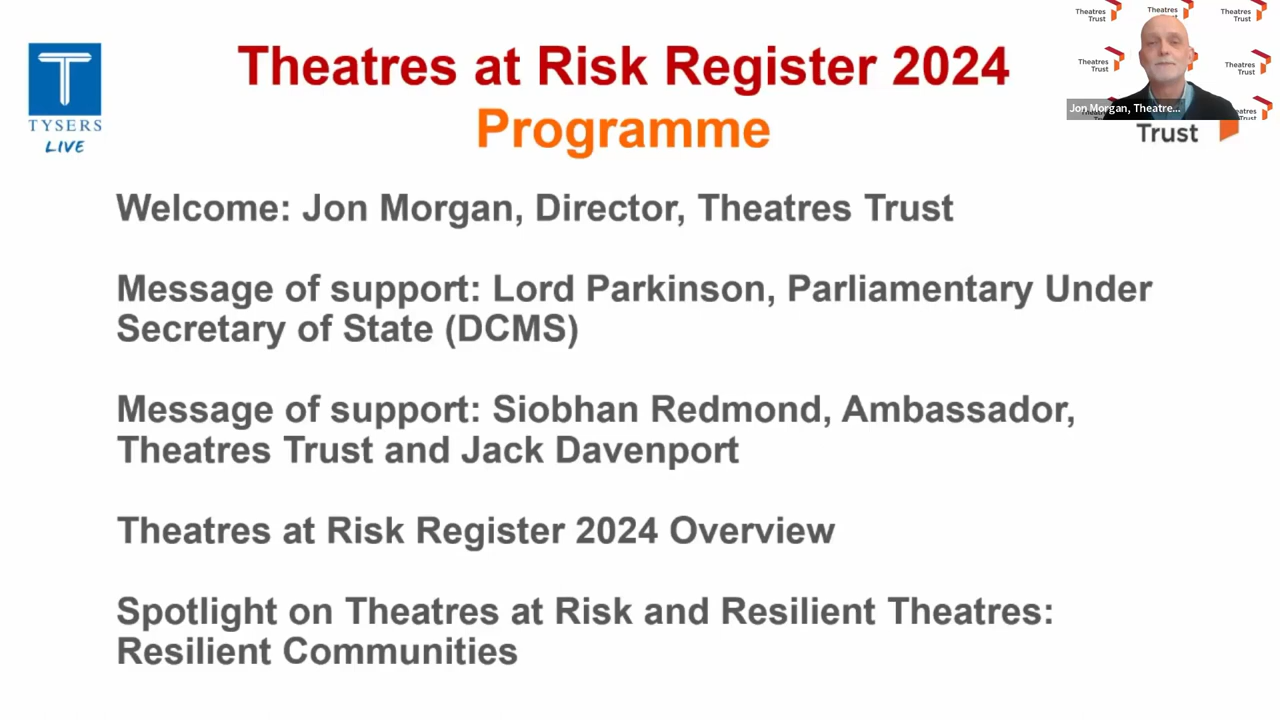 Theatres at Risk Register 2024
Programme
TYSERS
LIVE
Theatres
Trust
Theatres
Trust
Theatres
Trust
Theatres
Trust
Theatres
Trust
Jon Morgan, Theatre...
Trust
Welcome: Jon Morgan, Director, Theatres Trust
Message of support: Lord Parkinson, Parliamentary Under
Secretary of State (DCMS)
Message of support: Siobhan Redmond, Ambassador,
Theatres Trust and Jack Davenport
Theatres at Risk Register 2024 Overview
Spotlight on Theatres at Risk and Resilient Theatres:
Resilient Communities